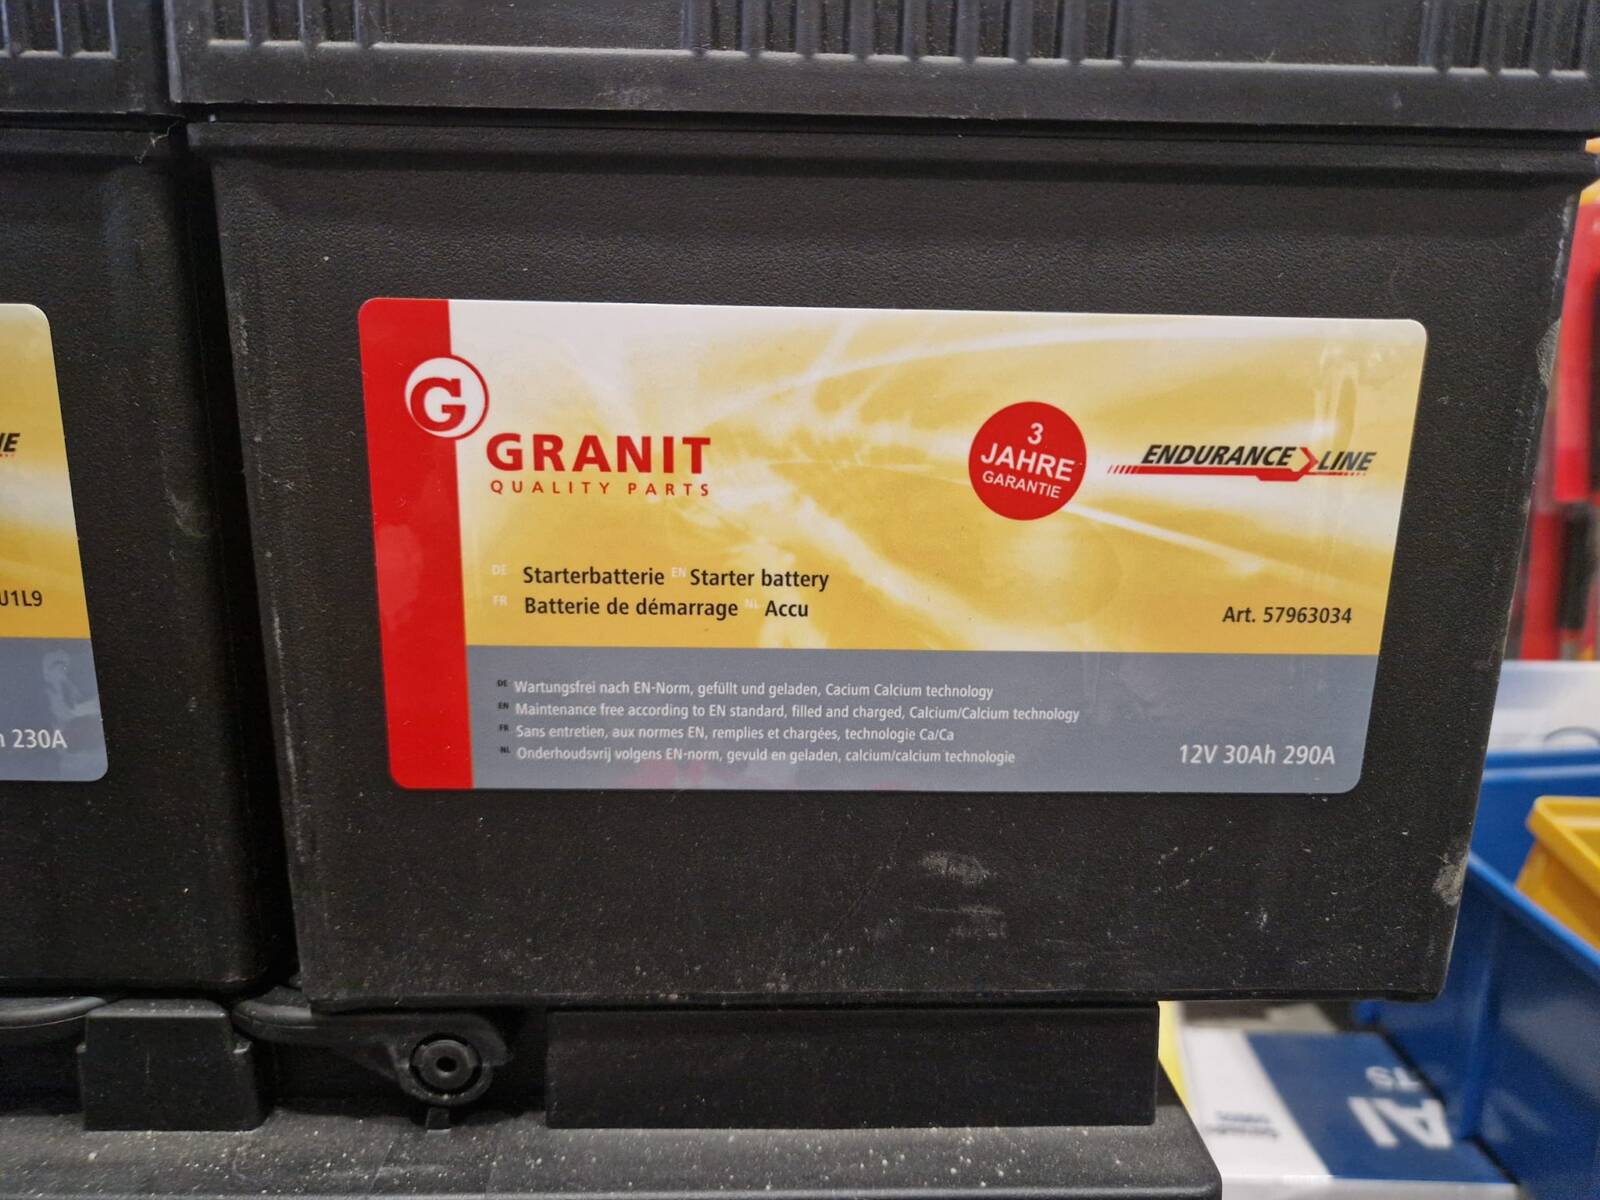 G
GRANIT
QUALITY PARTS
3
JAHRE
GARANTIE
ENDURANCE LINE
DE Starterbatterie EN Starter battery
FR Batterie de démarrage NL Accu
Art. 57963034
DE Wartungsfrei nach EN-Norm, gefüllt und geladen, Cacium Calcium technology
EN Maintenance free according to EN standard, filled and charged, Calcium/Calcium technology
FR Sans entretien, aux normes EN, remplies et chargées, technologie Ca/Ca
NL Onderhoudsvrij volgens EN-norm, gevuld en geladen, calcium/calcium technologie
12V 30Ah 290A
U1L9
230A